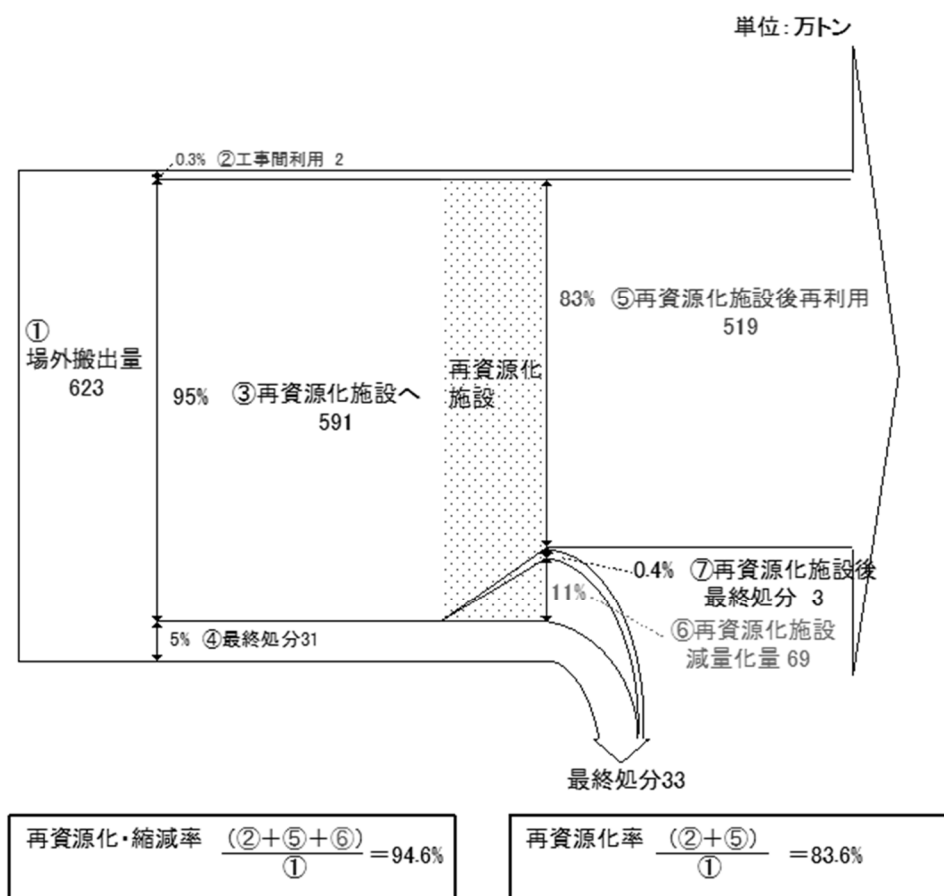 単位：万トン
0.3% ②工事間利用 2
①
場外搬出量
623
95% ③再資源化施設へ
591
再資源化
施設
83% ⑤再資源化施設後再利用
519
0.4% ⑦再資源化施設後
最終処分 3
11%
⑥再資源化施設
減量化量 69
5% ④最終処分31
最終処分33
再資源化・縮減率 (②＋⑤＋⑥)
① ＝94.6%
再資源化率 (②＋⑤)
① ＝83.6%